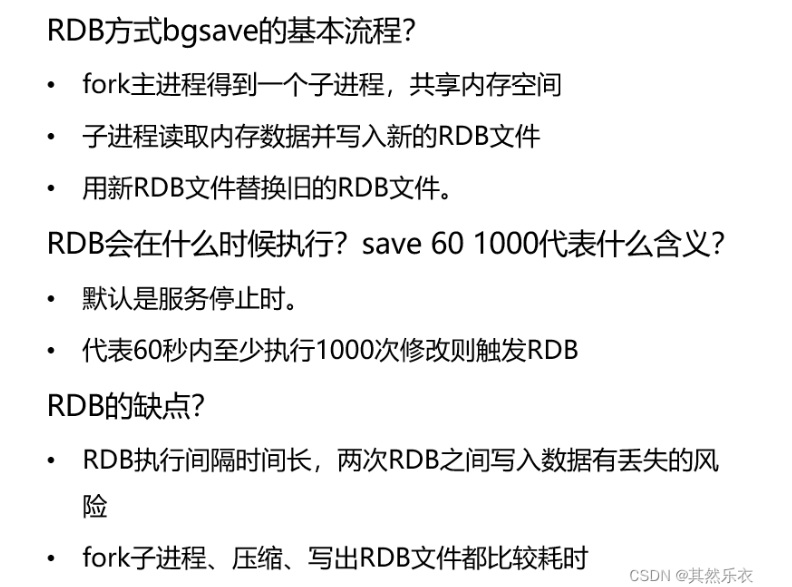 RDB方式bgsave的基本流程？
• fork主进程得到一个子进程，共享内存空间
• 子进程读取内存数据并写入新的RDB文件
• 用新RDB文件替换旧的RDB文件。
RDB会在什么时候执行？save 60 1000代表什么含义？
• 默认是服务停止时。
• 代表60秒内至少执行1000次修改则触发RDB
RDB的缺点？
• RDB执行间隔时间长，两次RDB之间写入数据有丢失的风
险
• fork子进程、压缩、写出RDB文件都比较耗时
CSDN @其然乐衣